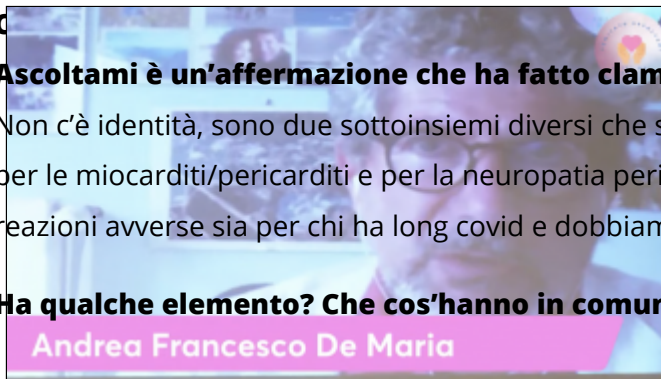 Ascoltami è un’affermazione che ha fatto clam
Non c’è identità, sono due sottoinsiemi diversi che s
per le miocarditi/pericarditi e per la neuropatia peri
reazioni avverse sia per chi ha long covid e dobbiam
Ha qualche elemento? Che cos’hanno in comun
Andrea Francesco De Maria